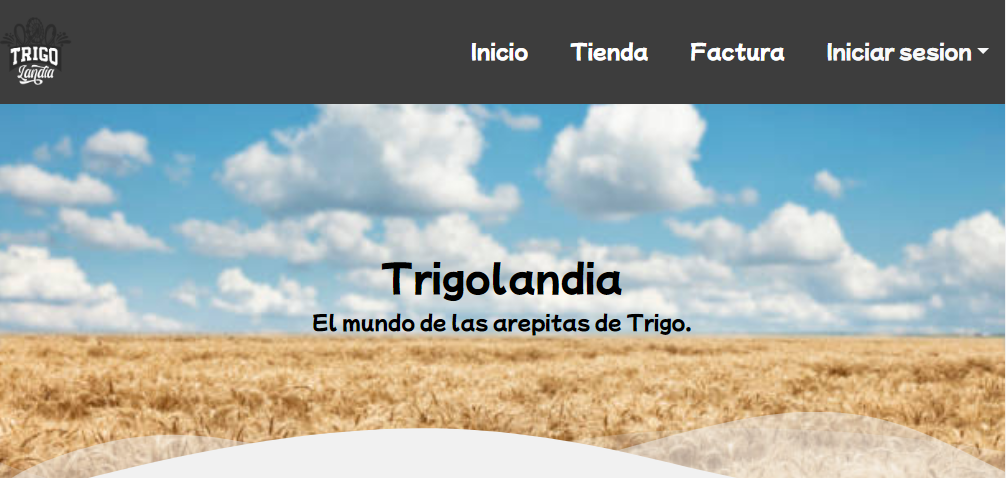 TRIGO
Landia
Inicio Tienda Factura Iniciar sesion
Trigolandia
El mundo de las arepitas de Trigo.